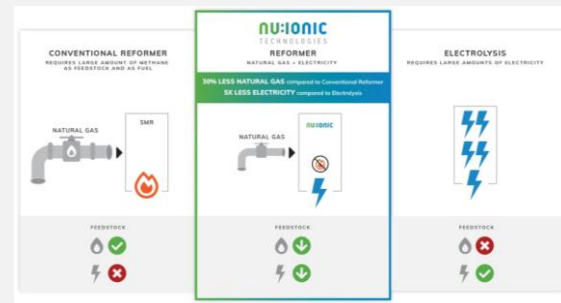 CONVENTIONAL REFORMER
REQUIRES LARGE AMOUNT OF METHANE
AS FEEDSTOCK AND AS FUEL
NATURAL GAS
SMR
FEEDSTOCK
NU:IONIC
TECHNOLOGIES
REFORMER
NATURAL GAS + ELECTRICITY
30% LESS NATURAL GAS compared to Conventional Reformer
5X LESS ELECTRICITY compared to Electrolysis
NATURAL GAS
NU:IONIC
FEEDSTOCK
ELECTROLYSIS
REQUIRES LARGE AMOUNTS OF ELECTRICITY
FEEDSTOCK